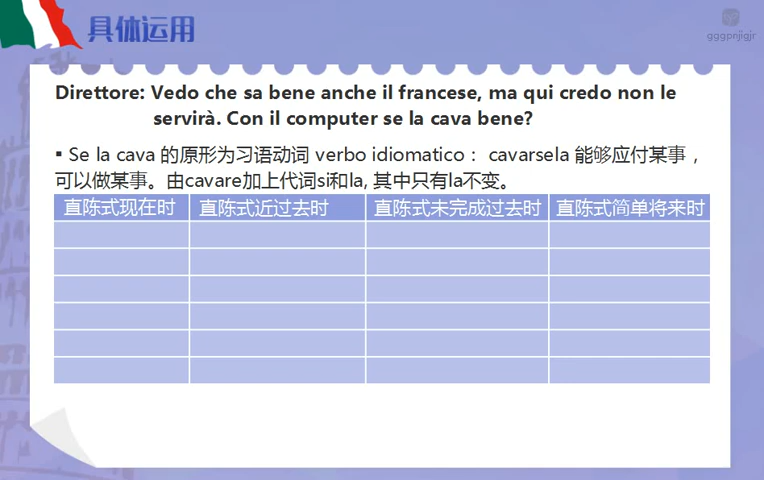 具体运用
gggpnjigjr
Direttore: Vedo che sa bene anche il francese, ma qui credo non le
servirà. Con il computer se la cava bene?
▪ Se la cava 的原形为习语动词 verbo idiomatico： cavarsela 能够应付某事，
可以做某事。由cavare加上代词si和la, 其中只有la不变。
直陈式现在时 直陈式近过去时 直陈式未完成过去时 直陈式简单将来时